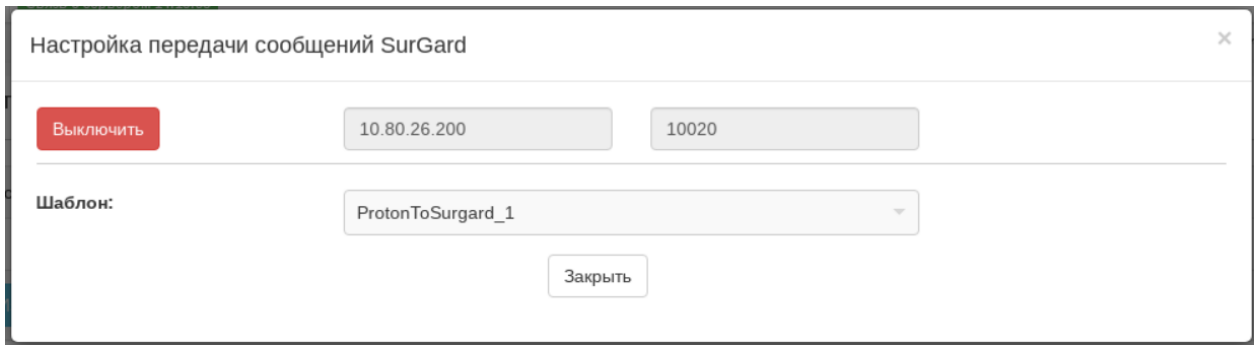 Настройка передачи сообщений SurGard
×
Выключить 10.80.26.200 10020
Шаблон: ProtonToSurgard_1
Закрыть